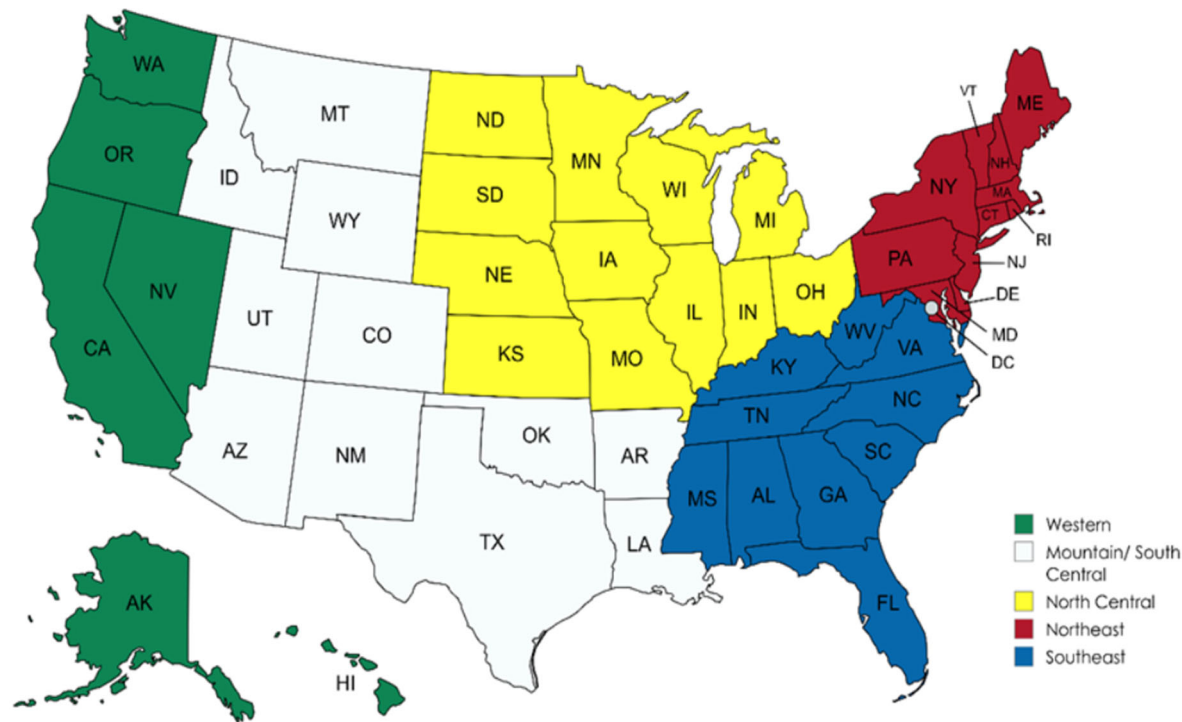 WA
OR
CA
NV
ID
MT
WY
UT
CO
AZ
NM
ND
SD
NE
KS
OK
TX
MN
IA
MO
AR
LA
WI
IL
MI
IN
OH
KY
TN
MS
AL
GA
FL
SC
NC
VA
WV
PA
NY
VT
NH
ME
MA
CT
RI
NJ
DE
MD
DC
AK
HI
Western
Mountain/ South
Central
North Central
Northeast
Southeast